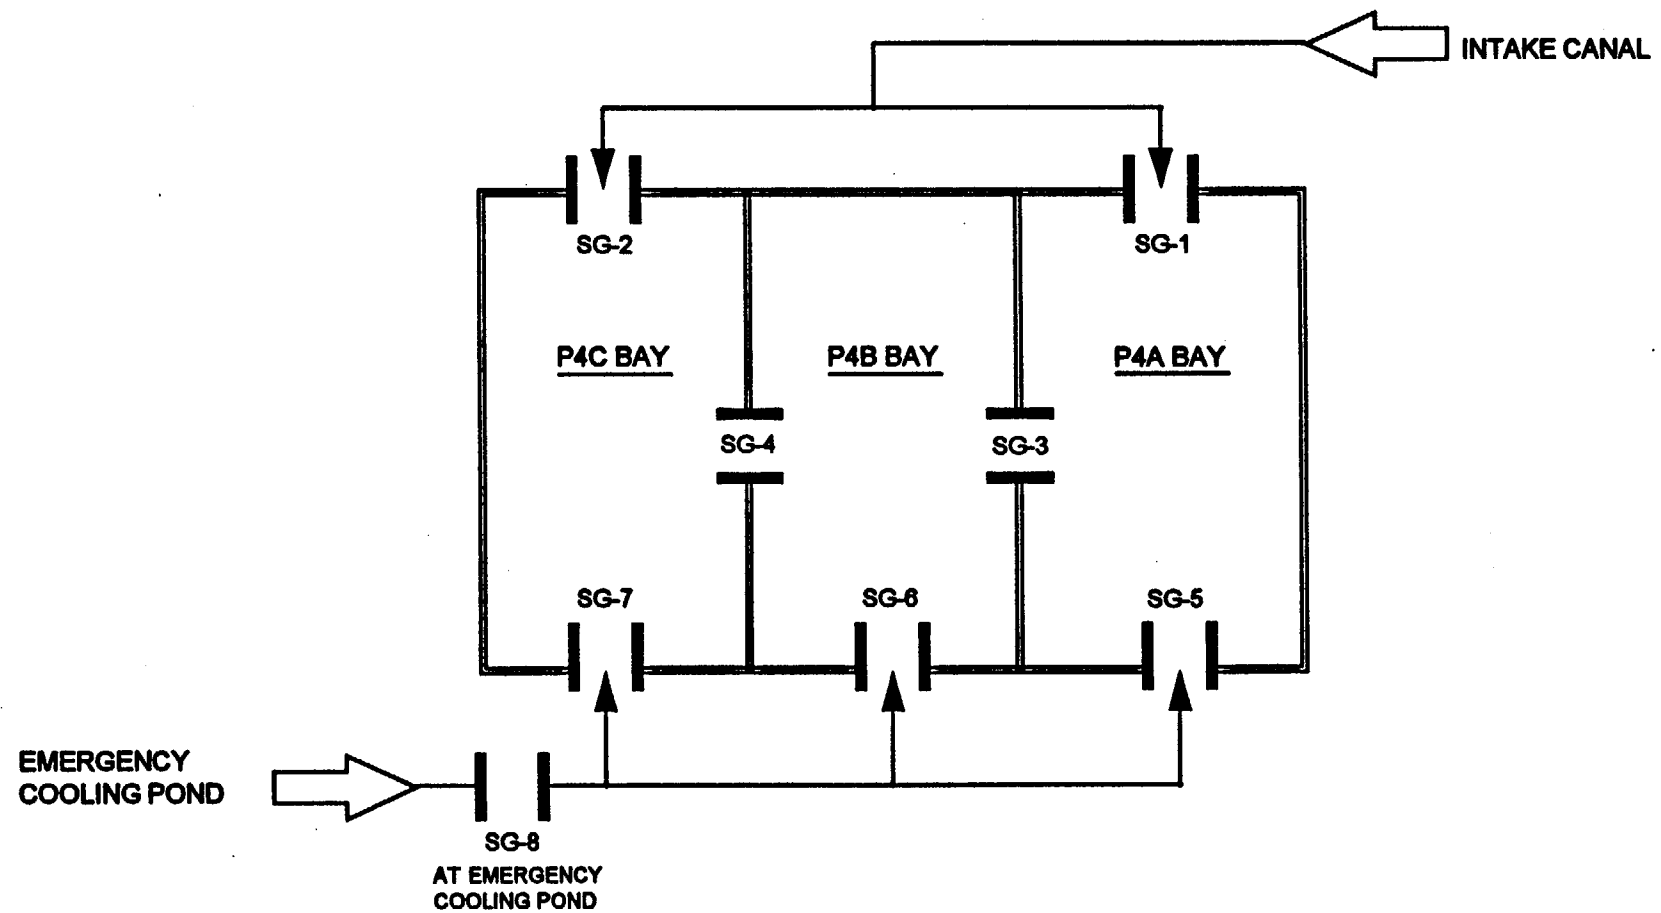 INTAKE CANAL
SG-2
SG-1
P4C BAY
P4B BAY
P4A BAY
SG-4
SG-3
SG-7
SG-6
SG-5
EMERGENCY
COOLING POND
SG-8
AT EMERGENCY
COOLING POND